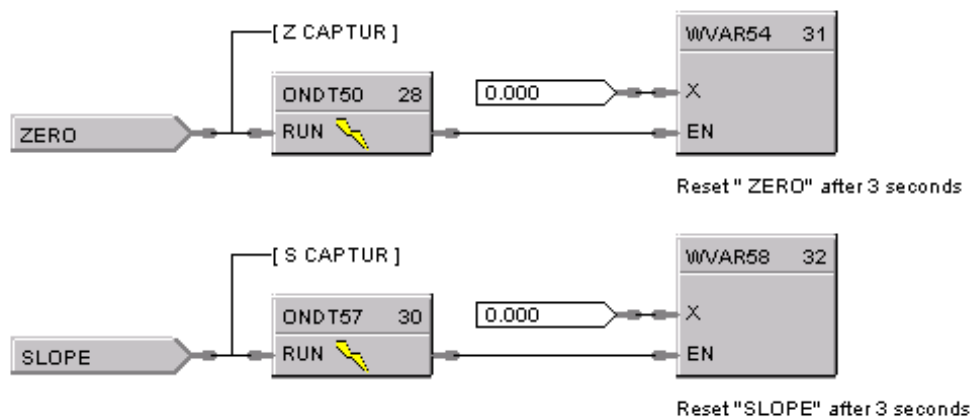 [ Z CAPTUR ]
WVAR54 31
ONDT50 28
0.000
X
ZERO
RUN
EN
Reset " ZERO" after 3 seconds
[ S CAPTUR ]
WVAR58 32
ONDT57 30
0.000
X
SLOPE
RUN
EN
Reset "SLOPE" after 3 seconds